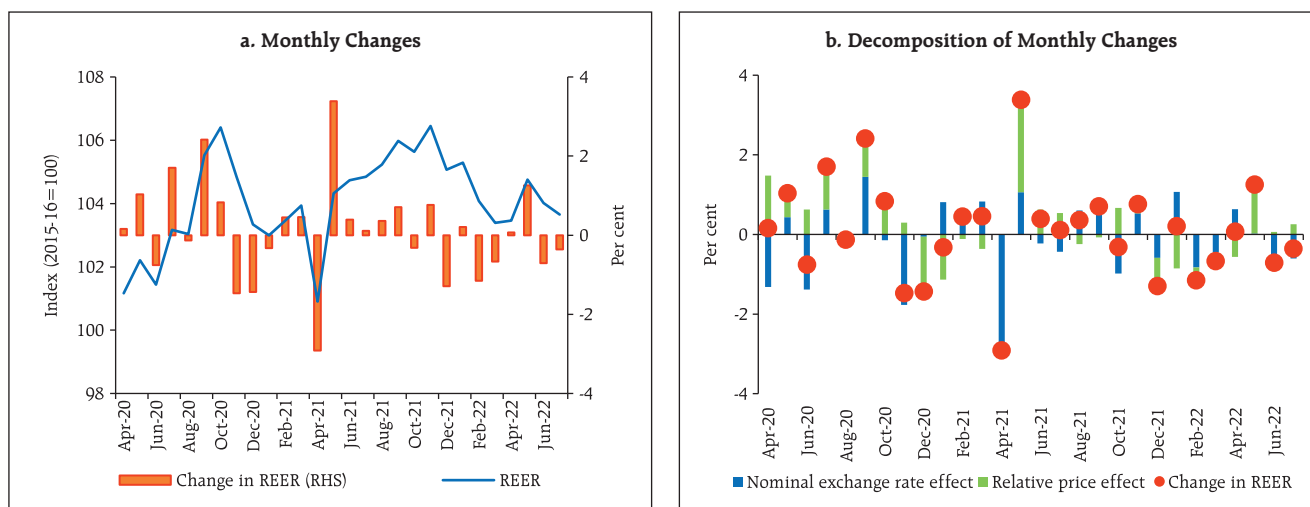 a. Monthly Changes
Index (2015-16=100)
108
106
104
102
100
98
4
2
0
-2
-4
Per cent
Apr-20
Jun-20
Aug-20
Oct-20
Dec-20
Feb-21
Apr-21
Jun-21
Aug-21
Oct-21
Dec-21
Feb-22
Apr-22
Jun-22
Change in REER (RHS) REER
b. Decomposition of Monthly Changes
Per cent
4
2
0
-2
-4
Apr-20
Jun-20
Aug-20
Oct-20
Dec-20
Feb-21
Apr-21
Jun-21
Aug-21
Oct-21
Dec-21
Feb-22
Apr-22
Jun-22
Nominal exchange rate effect Relative price effect Change in REER